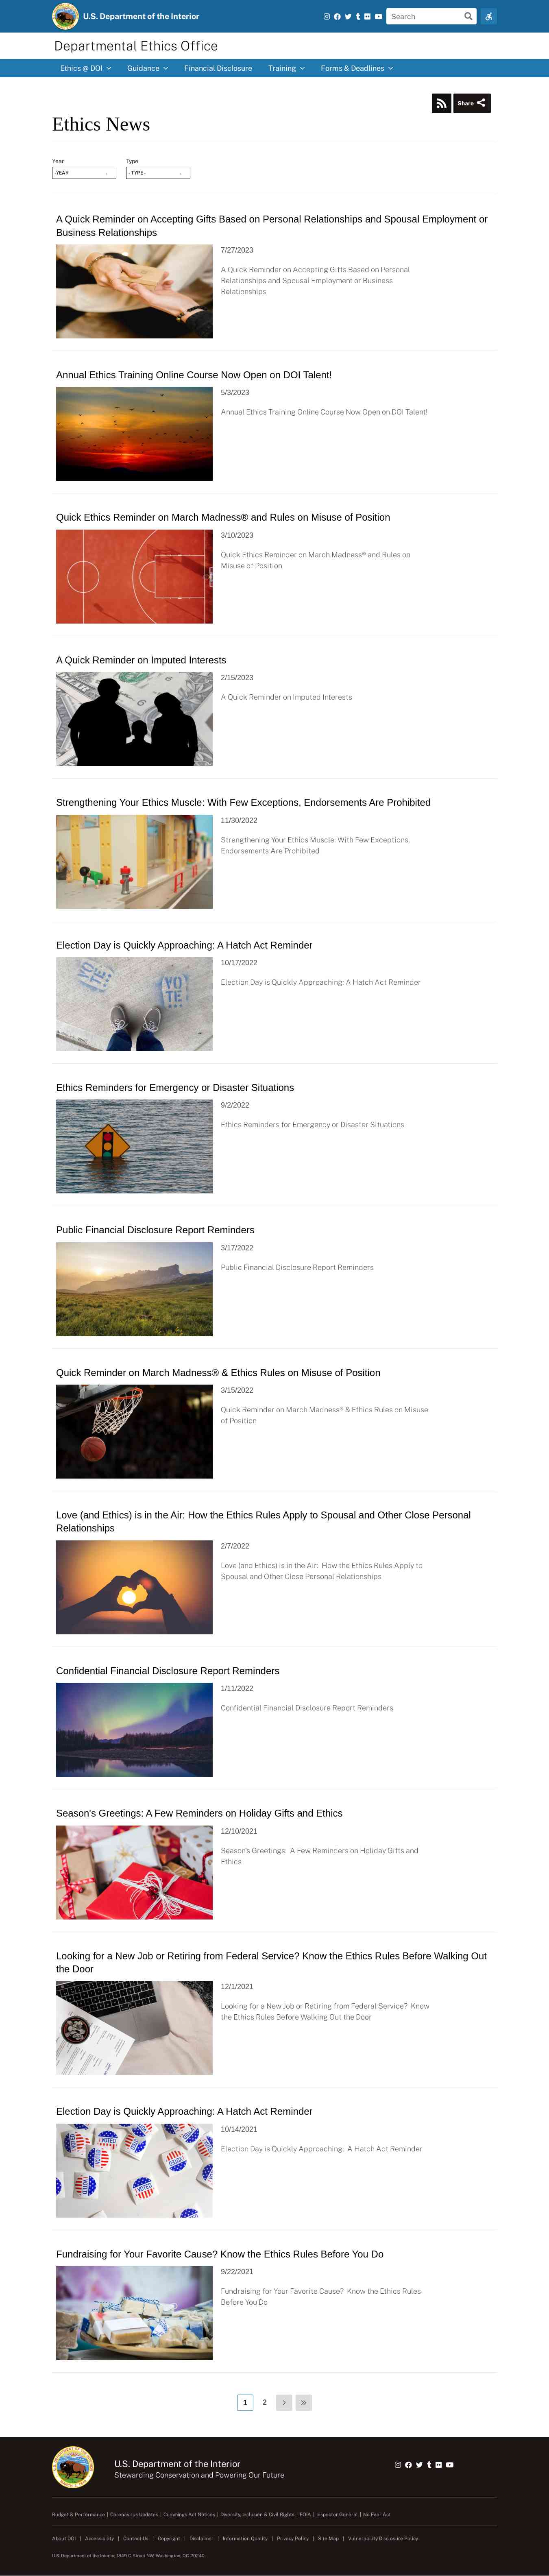 U.S. Department of the Interior
Search
Departmental Ethics Office
Ethics @ DOI
Guidance
Financial Disclosure
Training
Forms & Deadlines
Share
Ethics News
Year
Type
-YEAR
- TYPE -
A Quick Reminder on Accepting Gifts Based on Personal Relationships and Spousal Employment or
Business Relationships
7/27/2023
A Quick Reminder on Accepting Gifts Based on Personal
Relationships and Spousal Employment or Business
Relationships
Annual Ethics Training Online Course Now Open on DOI Talent!
5/3/2023
Annual Ethics Training Online Course Now Open on DOI Talent!
Quick Ethics Reminder on March Madness® and Rules on Misuse of Position
3/10/2023
Quick Ethics Reminder on March Madness® and Rules on
Misuse of Position
A Quick Reminder on Imputed Interests
2/15/2023
A Quick Reminder on Imputed Interests
Strengthening Your Ethics Muscle: With Few Exceptions, Endorsements Are Prohibited
11/30/2022
Strengthening Your Ethics Muscle: With Few Exceptions,
Endorsements Are Prohibited
Election Day is Quickly Approaching: A Hatch Act Reminder
VOTE!
10/17/2022
Election Day is Quickly Approaching: A Hatch Act Reminder
Ethics Reminders for Emergency or Disaster Situations
9/2/2022
Ethics Reminders for Emergency or Disaster Situations
Public Financial Disclosure Report Reminders
3/17/2022
Public Financial Disclosure Report Reminders
Quick Reminder on March Madness® & Ethics Rules on Misuse of Position
3/15/2022
Quick Reminder on March Madness® & Ethics Rules on Misuse
of Position
Love (and Ethics) is in the Air: How the Ethics Rules Apply to Spousal and Other Close Personal
Relationships
2/7/2022
Love (and Ethics) is in the Air: How the Ethics Rules Apply to
Spousal and Other Close Personal Relationships
Confidential Financial Disclosure Report Reminders
1/11/2022
Confidential Financial Disclosure Report Reminders
Season's Greetings: A Few Reminders on Holiday Gifts and Ethics
12/10/2021
Season's Greetings: A Few Reminders on Holiday Gifts and
Ethics
Looking for a New Job or Retiring from Federal Service? Know the Ethics Rules Before Walking Out
the Door
12/1/2021
Looking for a New Job or Retiring from Federal Service? Know
the Ethics Rules Before Walking Out the Door
Election Day is Quickly Approaching: A Hatch Act Reminder
I VOTED
10/14/2021
Election Day is Quickly Approaching: A Hatch Act Reminder
Fundraising for Your Favorite Cause? Know the Ethics Rules Before You Do
9/22/2021
Fundraising for Your Favorite Cause? Know the Ethics Rules
Before You Do
1
2
U.S. Department of the Interior
Stewarding Conservation and Powering Our Future
Budget & Performance | Coronavirus Updates | Cummings Act Notices | Diversity, Inclusion & Civil Rights | FOIA | Inspector General | No Fear Act
About DOI | Accessibility | Contact Us | Copyright | Disclaimer | Information Quality | Privacy Policy | Site Map | Vulnerability Disclosure Policy
U.S. Department of the Interior, 1849 C Street NW, Washington, DC 20240.